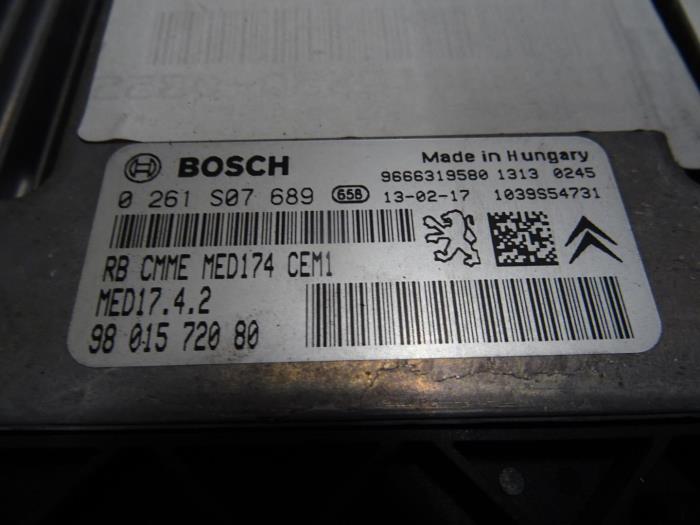 BOSCH
Made in Hungary
9666319580 1313 0245
0 261 S07 689 658 13-02-17 1039S54731
RB CMME MED174 CEM1
MED17.4.2
98 015 720 80